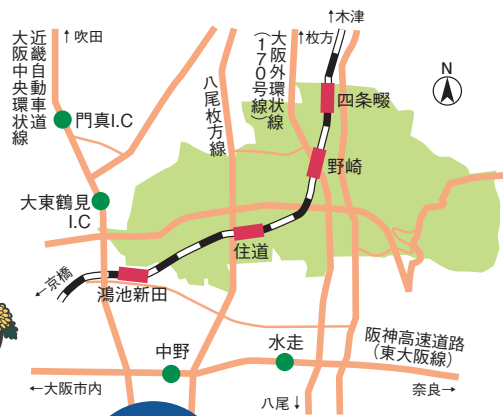 近畿自動車道
大阪中央環状線
↑吹田
八尾枚方線
大阪外環状線
(170号線)
↑枚方
↑木津
N
門真I.C
四条畷
野崎
大東鶴見
I.C
住道
←京橋
鴻池新田
中野
水走
阪神高速道路
(東大阪線)
←大阪市内
八尾↓
奈良→